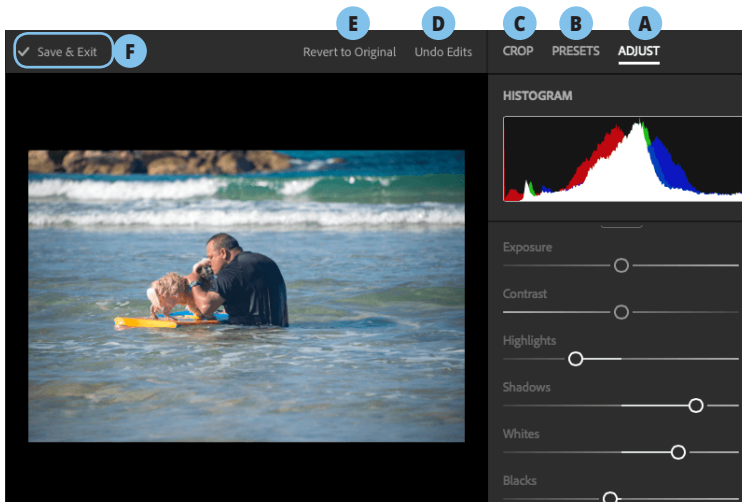 E D C B A
Save & Exit F Revert to Original Undo Edits CROP PRESETS ADJUST
HISTOGRAM
Exposure
Contrast
Highlights
Shadows
Whites
Blacks